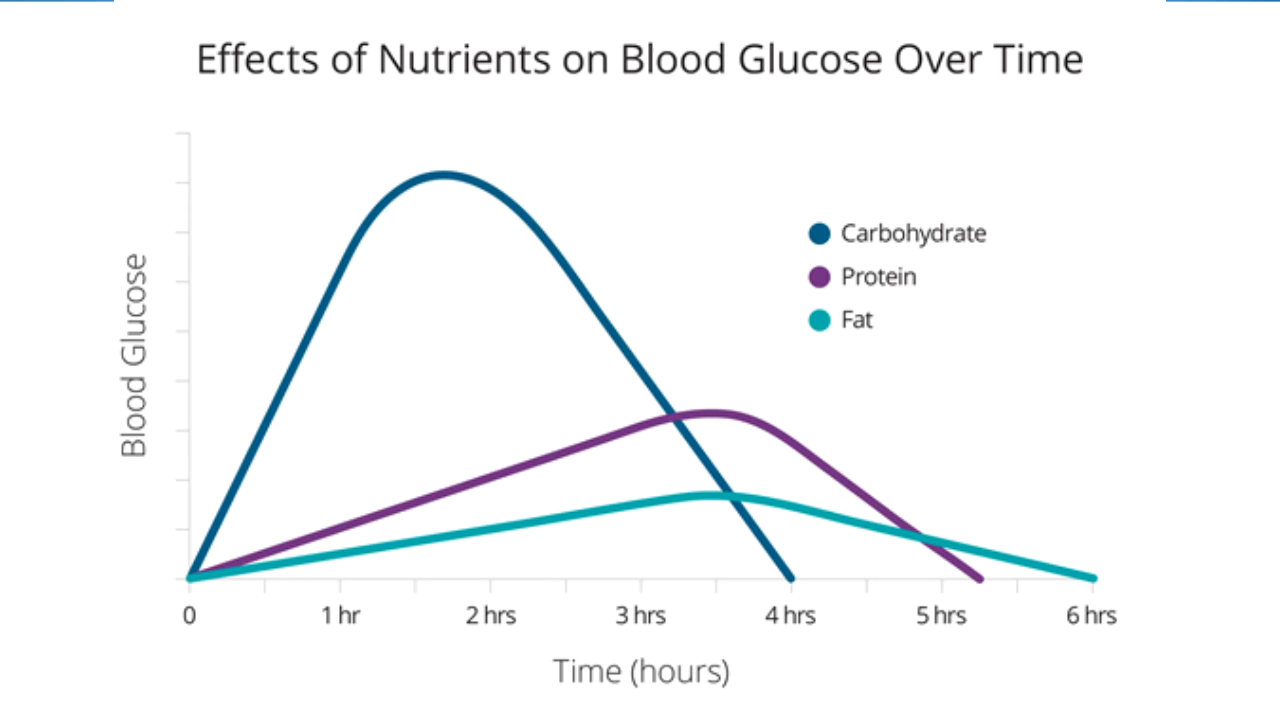 Effects of Nutrients on Blood Glucose Over Time
Blood Glucose
Carbohydrate
Protein
Fat
0 1 hr 2 hrs 3 hrs 4 hrs 5 hrs 6 hrs
Time (hours)